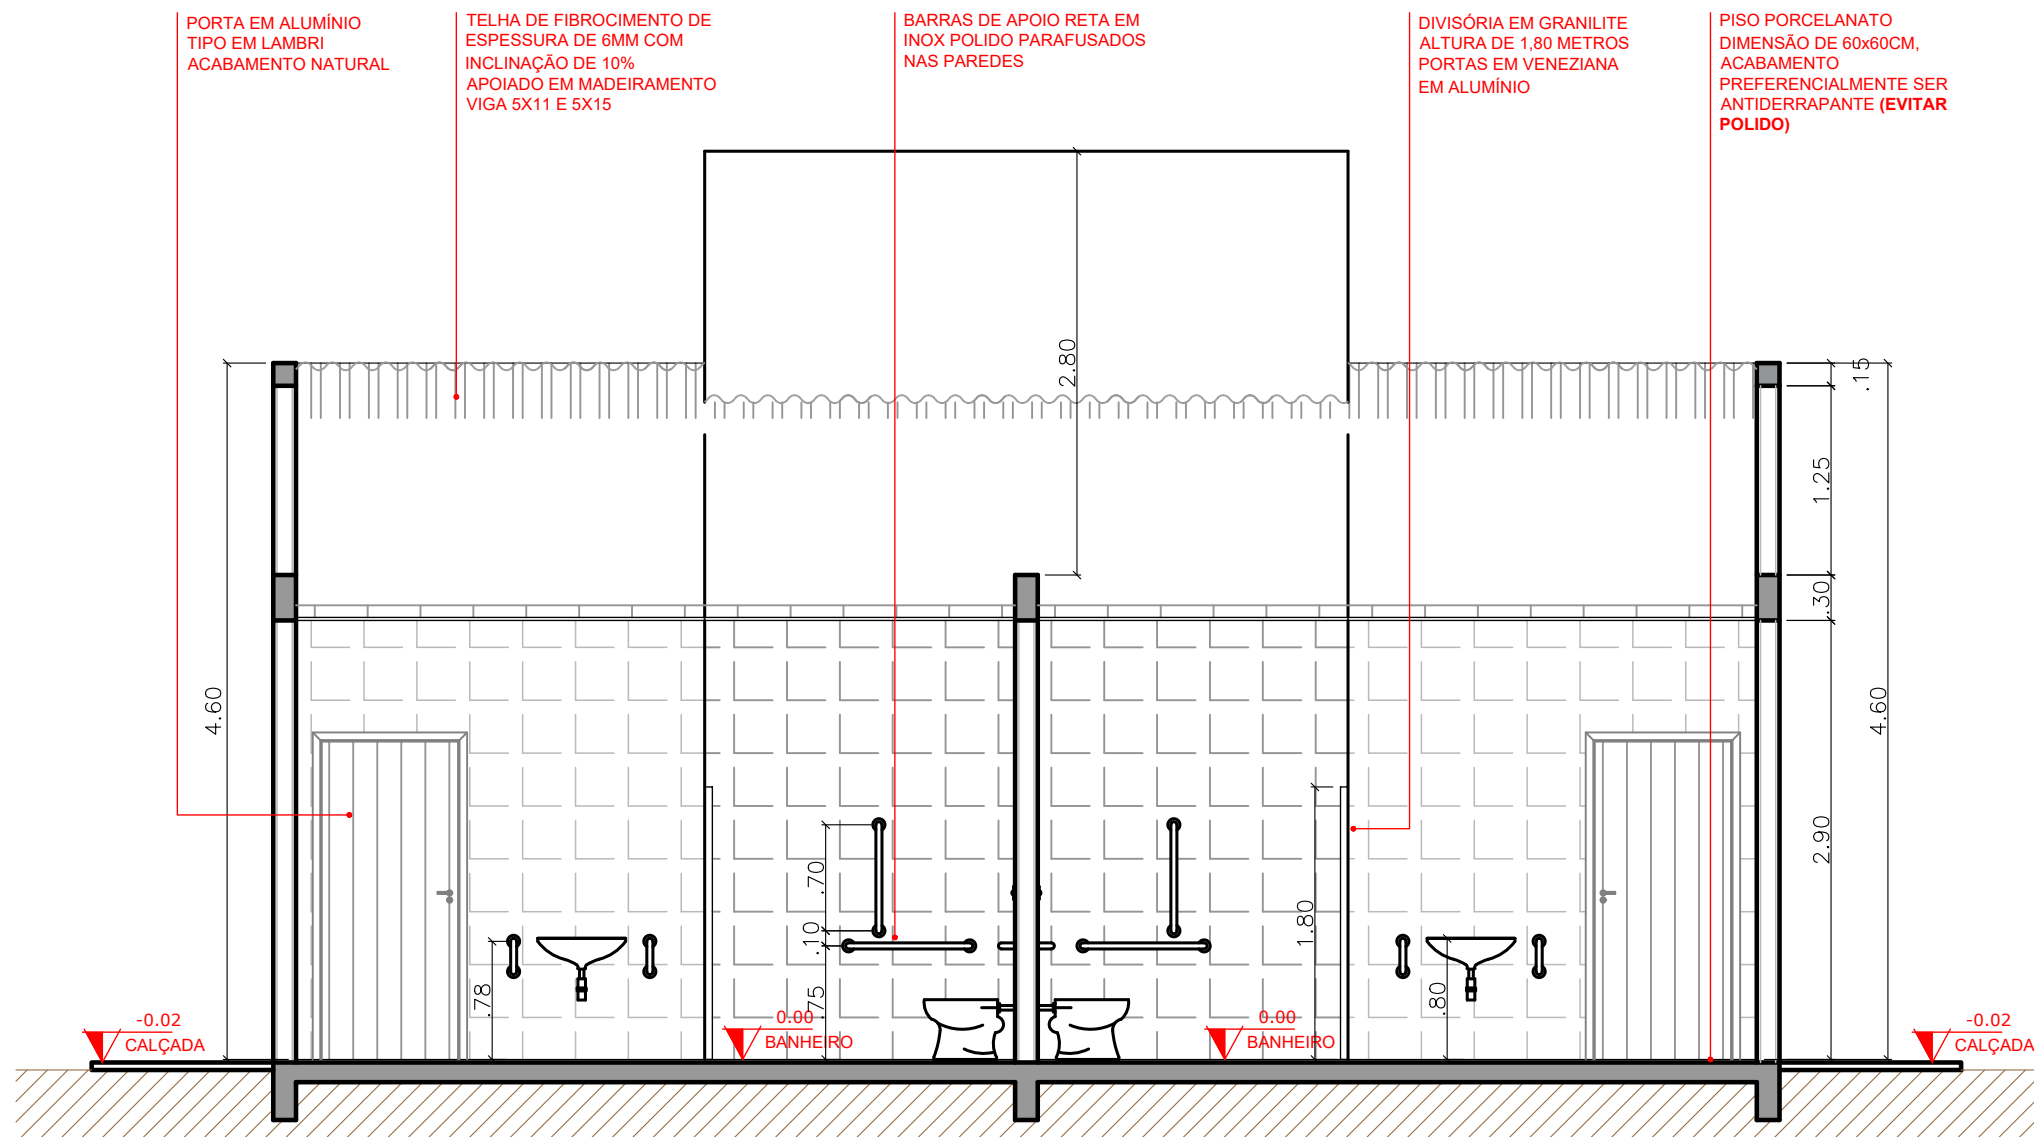 PORTA EM ALUMÍNIO
TIPO EM LAMBRI
ACABAMENTO NATURAL
TELHA DE FIBROCIMENTO DE
ESPESSURA DE 6MM COM
INCLINAÇÃO DE 10%
APOIADO EM MADEIRAMENTO
VIGA 5X11 E 5X15
BARRAS DE APOIO RETA EM
INOX POLIDO PARAFUSADOS
NAS PAREDES
DIVISÓRIA EM GRANILITE
ALTURA DE 1,80 METROS
PORTAS EM VENEZIANA
EM ALUMÍNIO
PISO PORCELANATO
DIMENSÃO DE 60x60CM,
ACABAMENTO
PREFERENCIALMENTE SER
ANTIDERRAPANTE (EVITAR
POLIDO)
2.80
.15
1.25
.30
4.60
4.60
2.90
.70
.10
.75
1.80
.78
.80
-0.02
CALÇADA
0.00
BANHEIRO
0.00
BANHEIRO
-0.02
CALÇADA